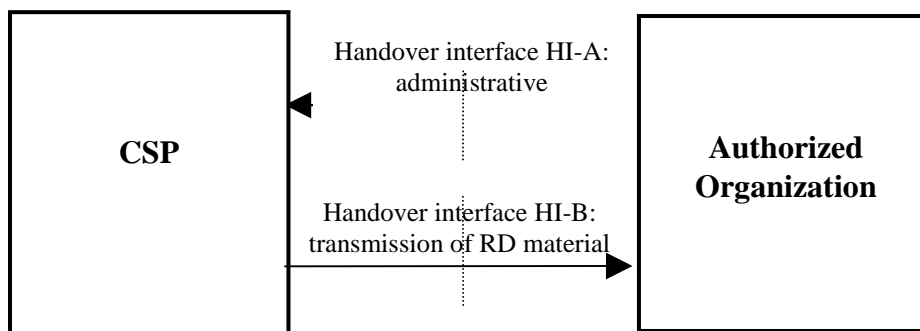 CSP
Handover interface HI-A:
administrative
Handover interface HI-B:
transmission of RD material
Authorized
Organization